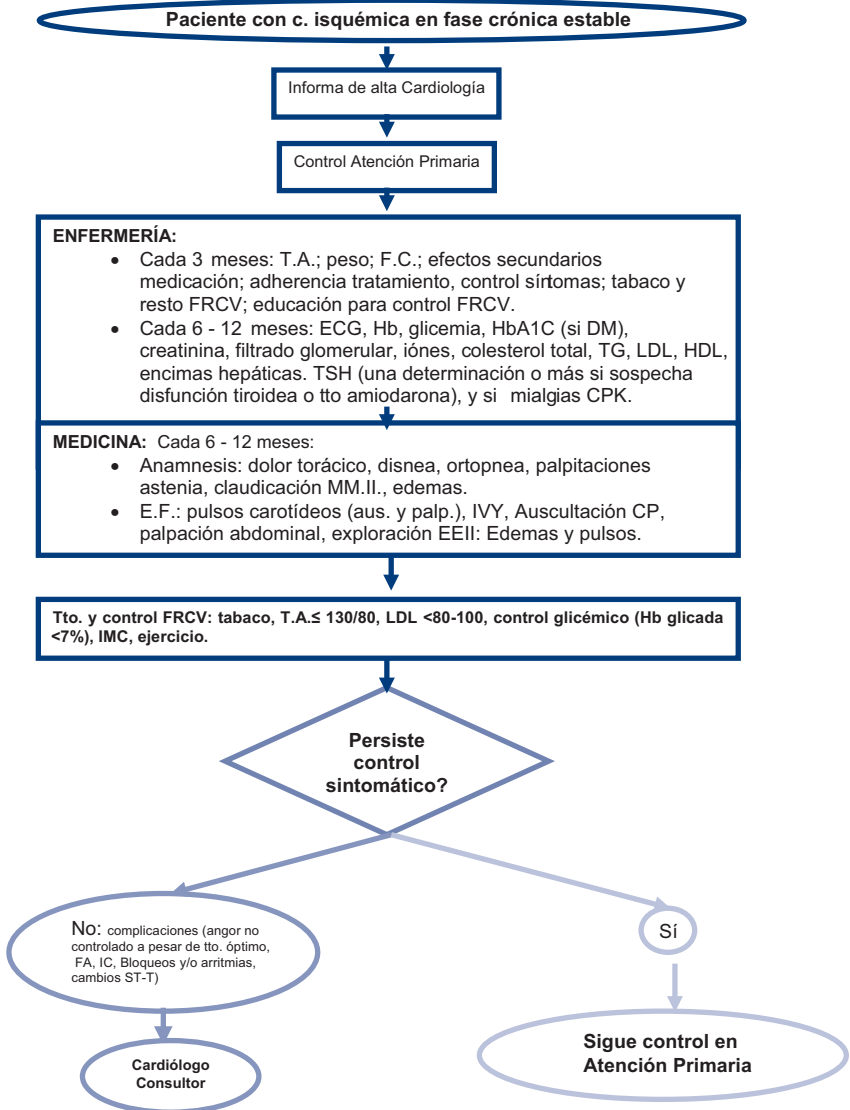 Paciente con c. isquémica en fase crónica estable
Informa de alta Cardiología
Control Atención Primaria
ENFERMERÍA:
• Cada 3 meses: T.A.; peso; F.C.; efectos secundarios
medicación; adherencia tratamiento, control síntomas; tabaco y
resto FRCV; educación para control FRCV.
• Cada 6 - 12 meses: ECG, Hb, glicemia, HbA1C (si DM),
creatinina, filtrado glomerular, iónes, colesterol total, TG, LDL, HDL,
encimas hepáticas. TSH (una determinación o más si sospecha
disfunción tiroidea o tto amiodarona), y si mialgias CPK.
MEDICINA: Cada 6 - 12 meses:
• Anamnesis: dolor torácico, disnea, ortopnea, palpitaciones
astenia, claudicación MM.II., edemas.
• E.F.: pulsos carotídeos (aus. y palp.), IVY, Auscultación CP,
palpación abdominal, exploración EEII: Edemas y pulsos.
Tto. y control FRCV: tabaco, T.A.≤ 130/80, LDL <80-100, control glicémico (Hb glicada
<7%), IMC, ejercicio.
Persiste
control
sintomático?
No: complicaciones (angor no
controlado a pesar de tto. óptimo,
FA, IC, Bloqueos y/o arritmias,
cambios ST-T)
Sí
Cardiólogo
Consultor
Sigue control en
Atención Primaria